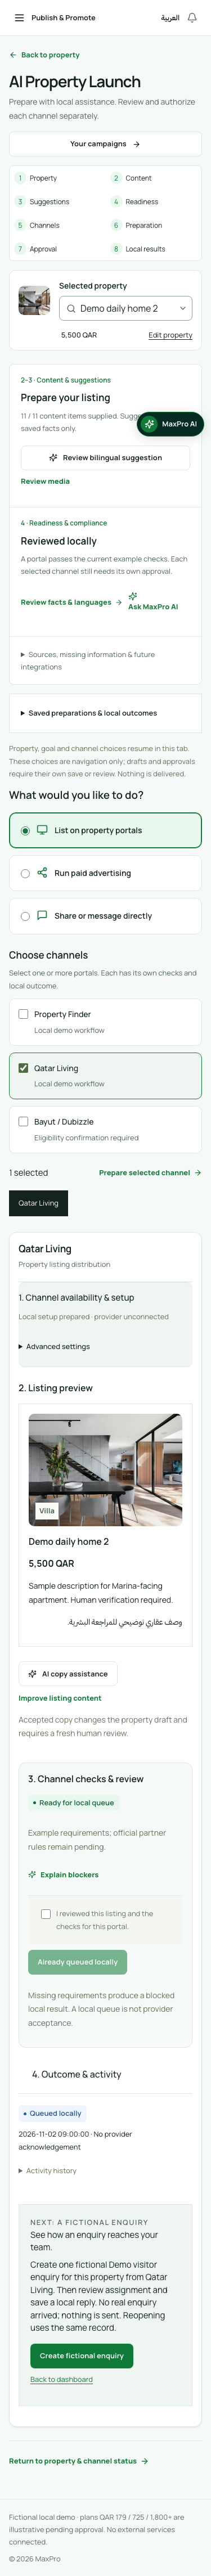 Publish & Promote
العربية
Back to property
AI Property Launch
Prepare with local assistance. Review and authorize
each channel separately.
Your campaigns
1 Property
2 Content
3 Suggestions
4 Readiness
5 Channels
6 Preparation
7 Approval
8 Local results
Selected property
Demo daily home 2
5,500 QAR
Edit property
2–3 · Content & suggestions
Prepare your listing
11 / 11 content items supplied. Sugge
saved facts only.
MaxPro AI
Review bilingual suggestion
Review media
4 · Readiness & compliance
Reviewed locally
A portal passes the current example checks. Each
selected channel still needs its own approval.
Review facts & languages
Ask MaxPro AI
Sources, missing information & future
integrations
Saved preparations & local outcomes
Property, goal and channel choices resume in this tab.
These choices are navigation only; drafts and approvals
require their own save or review. Nothing is delivered.
What would you like to do?
List on property portals
Run paid advertising
Share or message directly
Choose channels
Select one or more portals. Each has its own checks and
local outcome.
Property Finder
Local demo workflow
Qatar Living
Local demo workflow
Bayut / Dubizzle
Eligibility confirmation required
1 selected
Prepare selected channel
Qatar Living
Qatar Living
Property listing distribution
1. Channel availability & setup
Local setup prepared · provider unconnected
Advanced settings
2. Listing preview
Villa
Demo daily home 2
5,500 QAR
Sample description for Marina-facing
apartment. Human verification required.
وصف عقاري توضيحي للمراجعة البشرية.
AI copy assistance
Improve listing content
Accepted copy changes the property draft and
requires a fresh human review.
3. Channel checks & review
Ready for local queue
Example requirements; official partner
rules remain pending.
Explain blockers
I reviewed this listing and the
checks for this portal.
Already queued locally
Missing requirements produce a blocked
local result. A local queue is not provider
acceptance.
4. Outcome & activity
Queued locally
2026-11-02 09:00:00 · No provider
acknowledgement
Activity history
NEXT: A FICTIONAL ENQUIRY
See how an enquiry reaches your
team.
Create one fictional Demo visitor
enquiry for this property from Qatar
Living. Then review assignment and
save a local reply. No real enquiry
arrived; nothing is sent. Reopening
uses the same record.
Create fictional enquiry
Back to dashboard
Return to property & channel status
Fictional local demo · plans QAR 179 / 725 / 1,800+ are
illustrative pending approval. No external services
connected.
© 2026 MaxPro